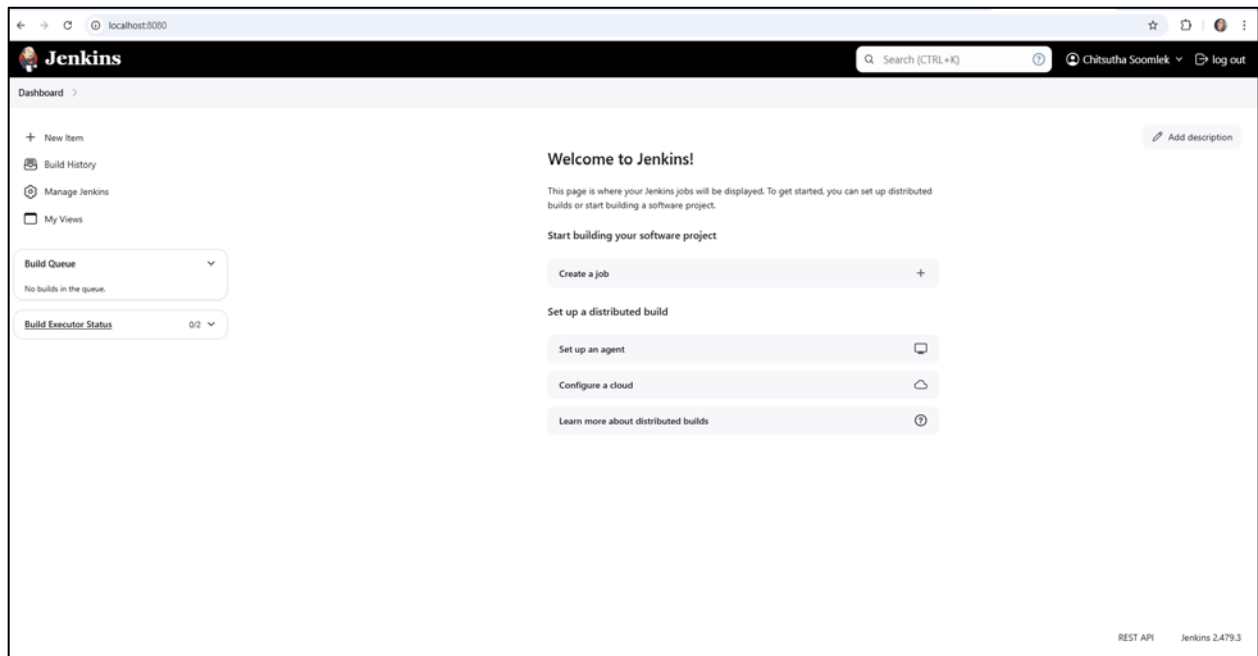 localhost:8080
Jenkins
Search (CTRL+K)
Chitsutha Soomlek
log out
Dashboard
New Item
Build History
Manage Jenkins
My Views
Build Queue
No builds in the queue.
Build Executor Status
0/2
Add description
Welcome to Jenkins!
This page is where your Jenkins jobs will be displayed. To get started, you can set up distributed
builds or start building a software project.
Start building your software project
Create a job
Set up a distributed build
Set up an agent
Configure a cloud
Learn more about distributed builds
REST API
Jenkins 2.479.3